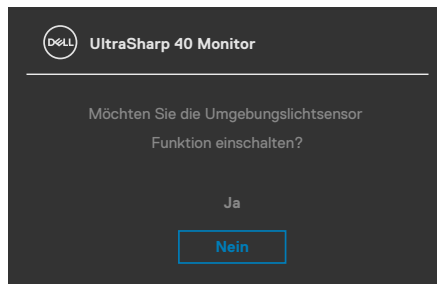 DELL UltraSharp 40 Monitor
Möchten Sie die Umgebungslichtsensor
Funktion einschalten?
Ja
Nein